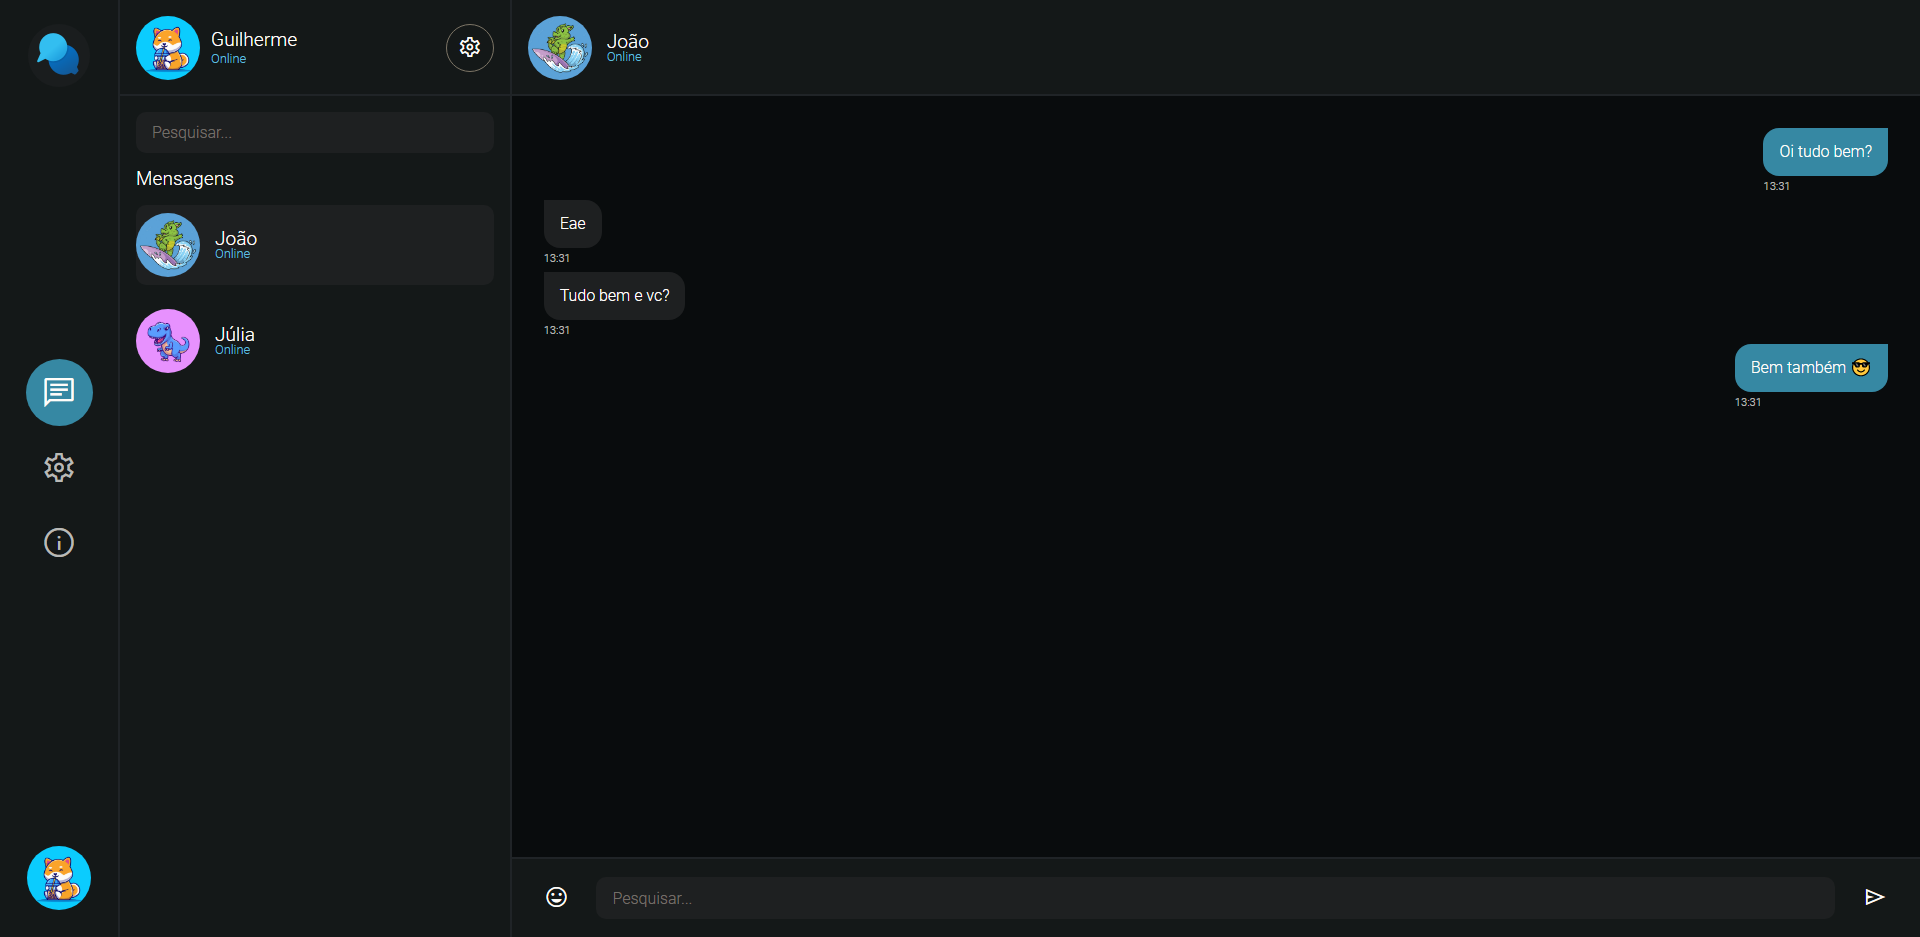 Guilherme
Online
Pesquisar...
Mensagens
João
Online
Júlia
Online
João
Online
Oi tudo bem?
13:31
Eae
13:31
Tudo bem e vc?
13:31
Bem também 😎
13:31
Pesquisar...